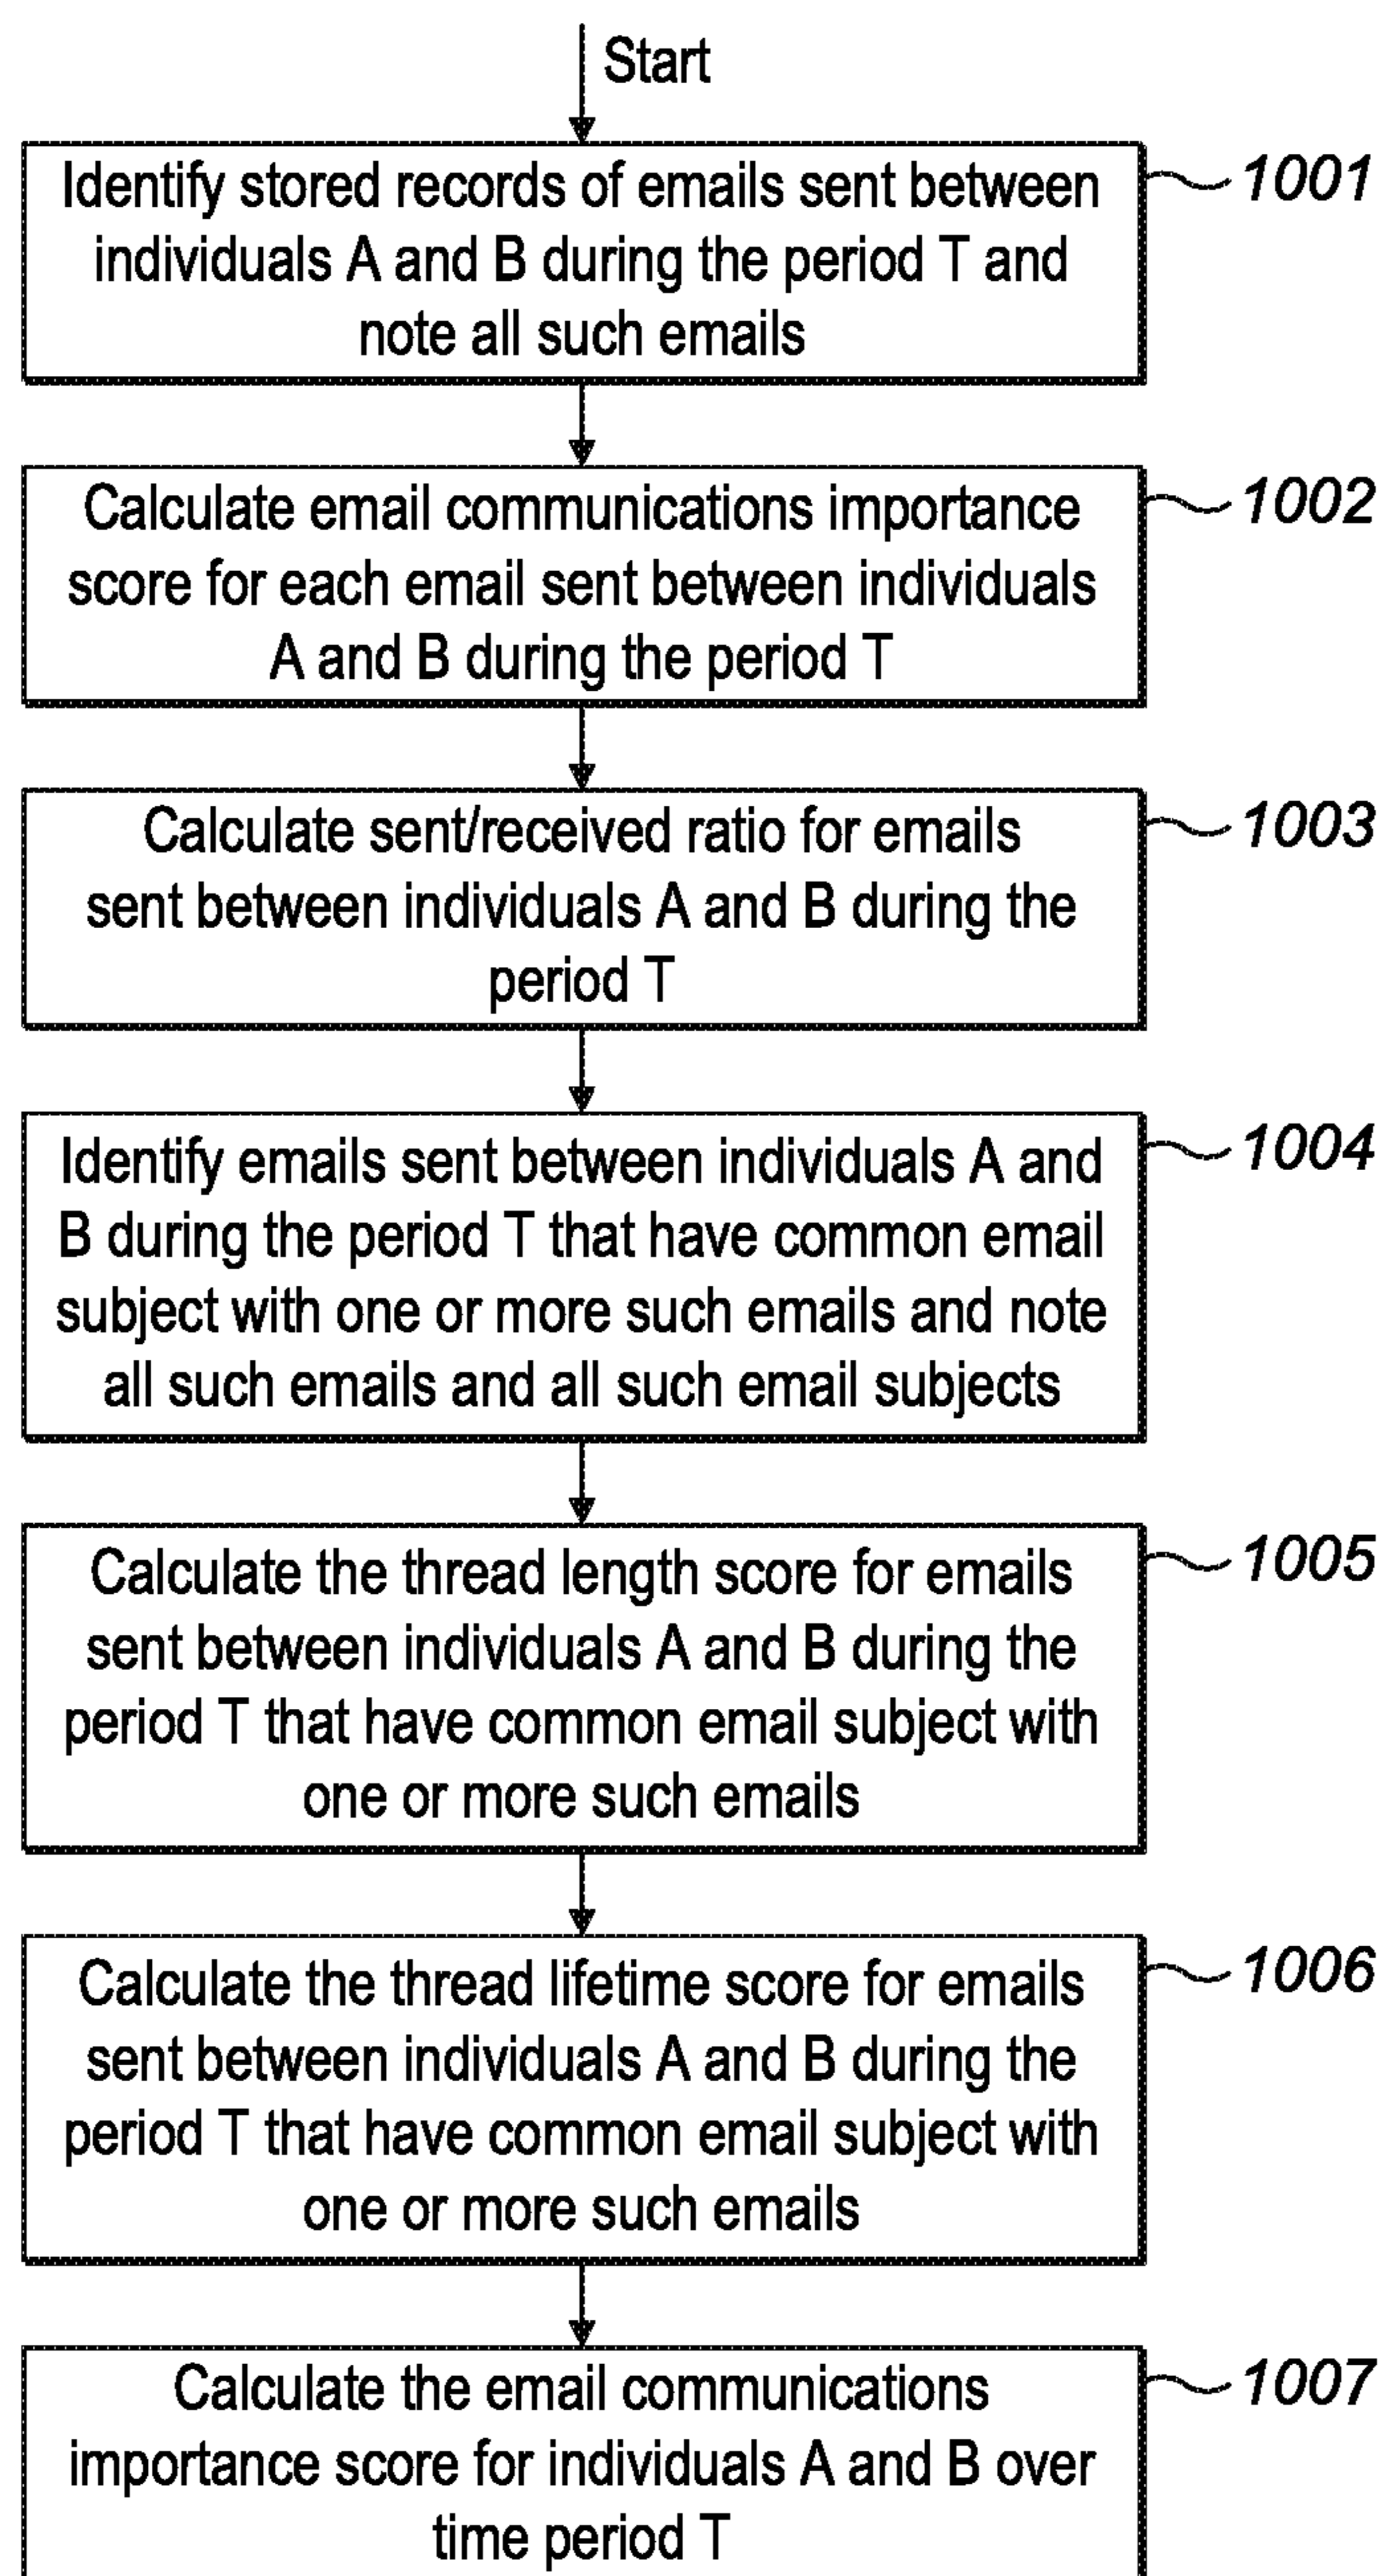 Start
Identify stored records of emails sent between
individuals A and B during the period T and
note all such emails
1001
Calculate email communications importance
score for each email sent between individuals
A and B during the period T
1002
Calculate sent/received ratio for emails
sent between individuals A and B during the
period T
1003
Identify emails sent between individuals A and
B during the period T that have common email
subject with one or more such emails and note
all such emails and all such email subjects
1004
Calculate the thread length score for emails
sent between individuals A and B during the
period T that have common email subject with
one or more such emails
1005
Calculate the thread lifetime score for emails
sent between individuals A and B during the
period T that have common email subject with
one or more such emails
1006
Calculate the email communications
importance score for individuals A and B over
time period T
1007